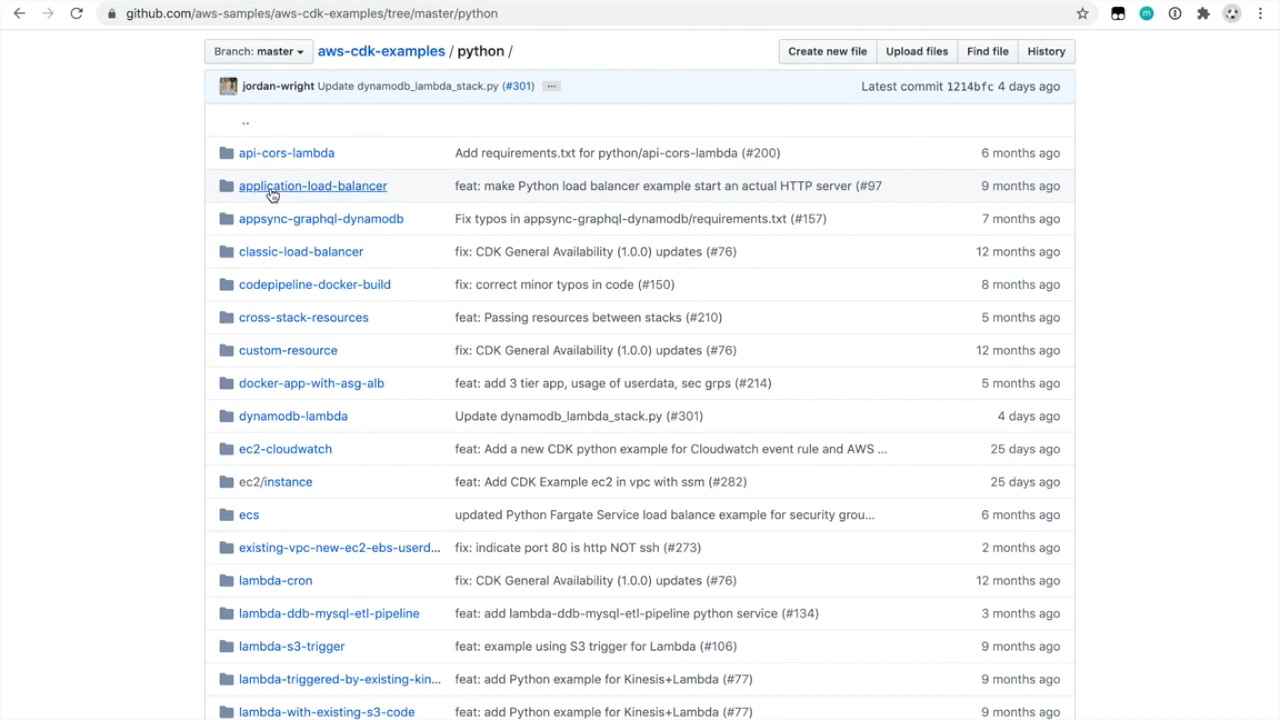 github.com/aws-samples/aws-cdk-examples/tree/master/python
Branch: master aws-cdk-examples / python / Create new file Upload files Find file History
jordan-wright Update dynamodb_lambda_stack.py (#301) ... Latest commit 1214bfc 4 days ago
..
api-cors-lambda Add requirements.txt for python/api-cors-lambda (#200) 6 months ago
application-load-balancer feat: make Python load balancer example start an actual HTTP server (#97 9 months ago
appsync-graphql-dynamodb Fix typos in appsync-graphql-dynamodb/requirements.txt (#157) 7 months ago
classic-load-balancer fix: CDK General Availability (1.0.0) updates (#76) 12 months ago
codepipeline-docker-build fix: correct minor typos in code (#150) 8 months ago
cross-stack-resources feat: Passing resources between stacks (#210) 5 months ago
custom-resource fix: CDK General Availability (1.0.0) updates (#76) 12 months ago
docker-app-with-asg-alb feat: add 3 tier app, usage of userdata, sec grps (#214) 5 months ago
dynamodb-lambda Update dynamodb_lambda_stack.py (#301) 4 days ago
ec2-cloudwatch feat: Add a new CDK python example for Cloudwatch event rule and AWS ... 25 days ago
ec2/instance feat: Add CDK Example ec2 in vpc with ssm (#282) 25 days ago
ecs updated Python Fargate Service load balance example for security grou... 6 months ago
existing-vpc-new-ec2-ebs-userd... fix: indicate port 80 is http NOT ssh (#273) 2 months ago
lambda-cron fix: CDK General Availability (1.0.0) updates (#76) 12 months ago
lambda-ddb-mysql-etl-pipeline feat: add lambda-ddb-mysql-etl-pipeline python service (#134) 3 months ago
lambda-s3-trigger feat: example using S3 trigger for Lambda (#106) 9 months ago
lambda-triggered-by-existing-kin... feat: add Python example for Kinesis+Lambda (#77) 9 months ago
lambda-with-existing-s3-code feat: add Python example for Kinesis+Lambda (#77) 9 months ago